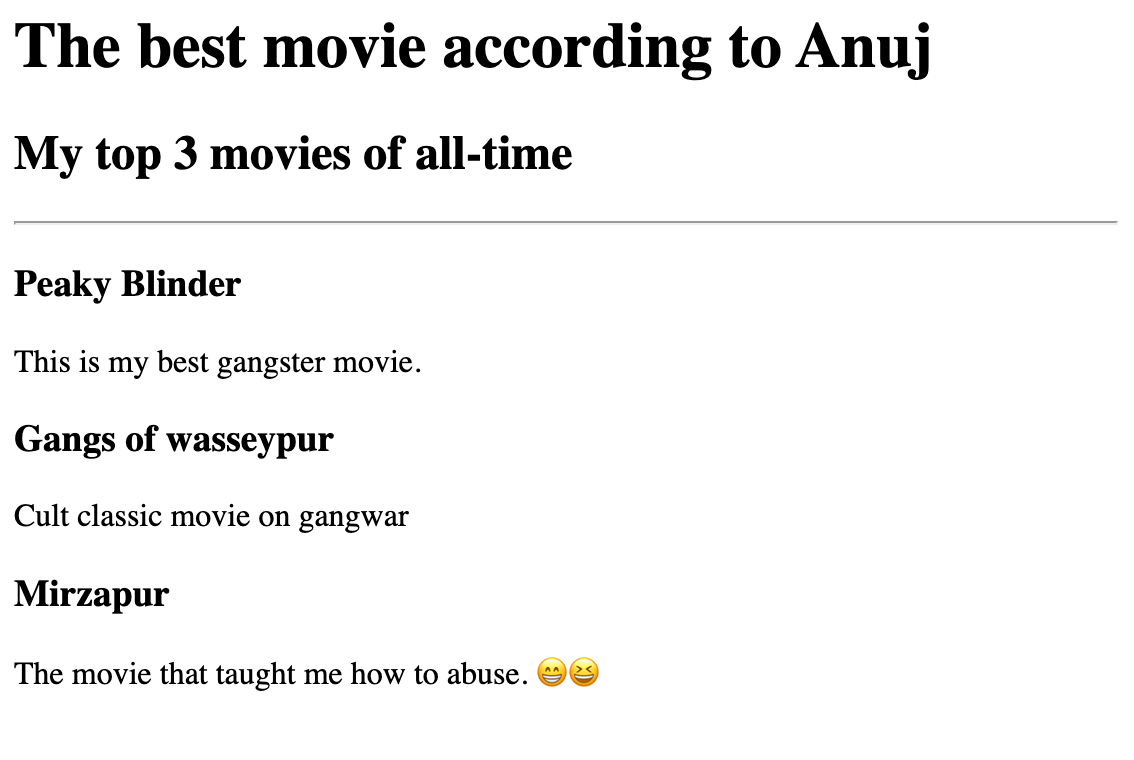 The best movie according to Anuj
My top 3 movies of all-time
Peaky Blinder
This is my best gangster movie.
Gangs of wasseypur
Cult classic movie on gangwar
Mirzapur
The movie that taught me how to abuse. 😁😆